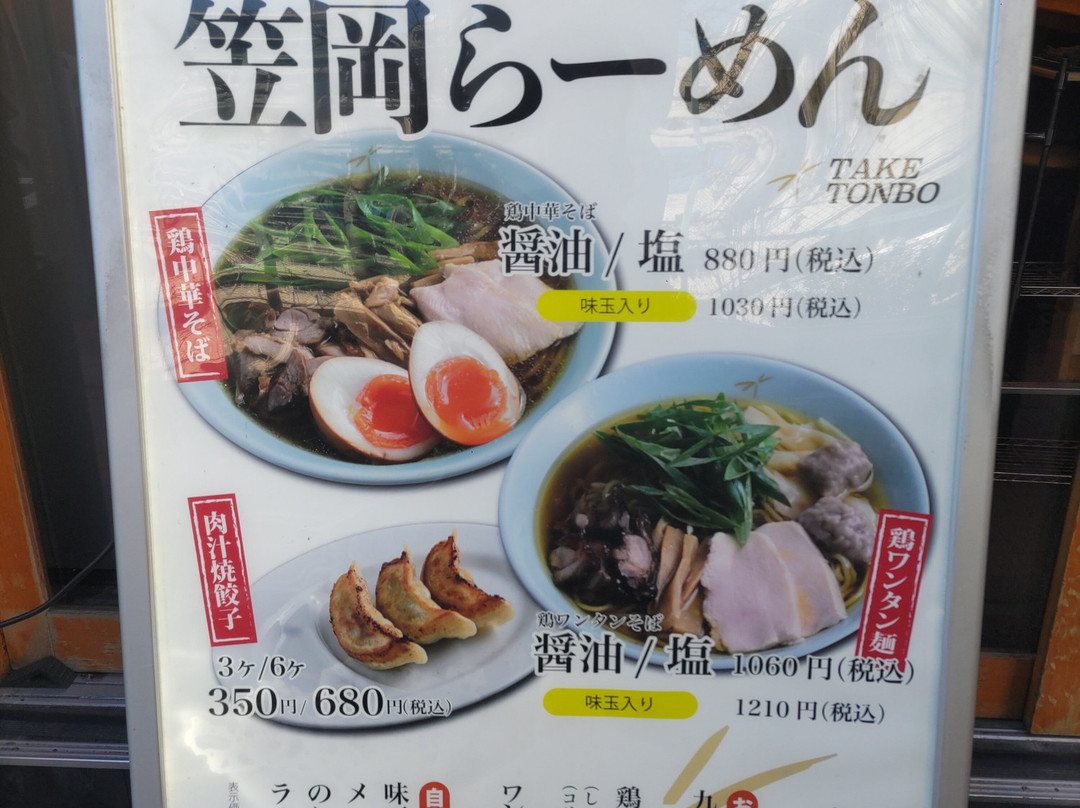 笠岡らーめん
TAKE
TONBO
鶏中華そば
鶏中華そば
醤油/塩 880円(税込)
味玉入り 1030円(税込)
肉汁焼餃子
3ヶ/6ヶ
350円/680円(税込)
鶏ワンタン麺
鶏ワンタンそば
醤油/塩 1060円(税込)
味玉入り 1210円(税込)